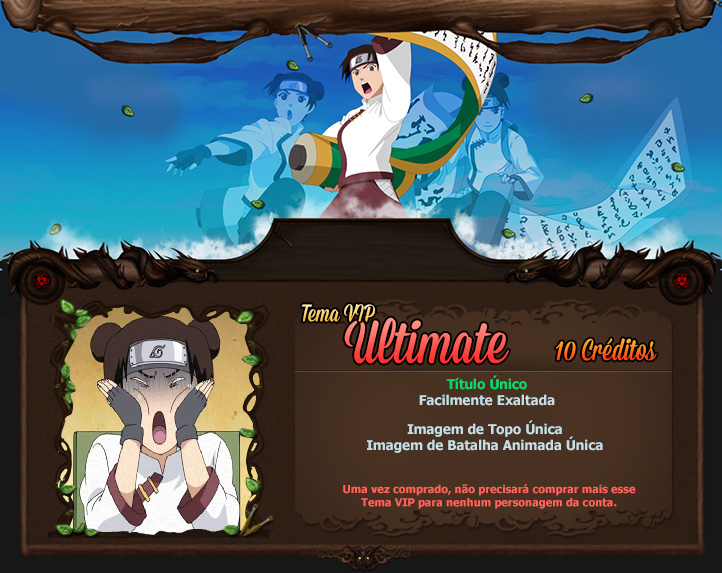 Tema VIP
Ultimate
10 Créditos
Título Único
Facilmente Exaltada
Imagem de Topo Única
Imagem de Batalha Animada Única
Uma vez comprado, não precisará comprar mais esse
Tema VIP para nenhum personagem da conta.